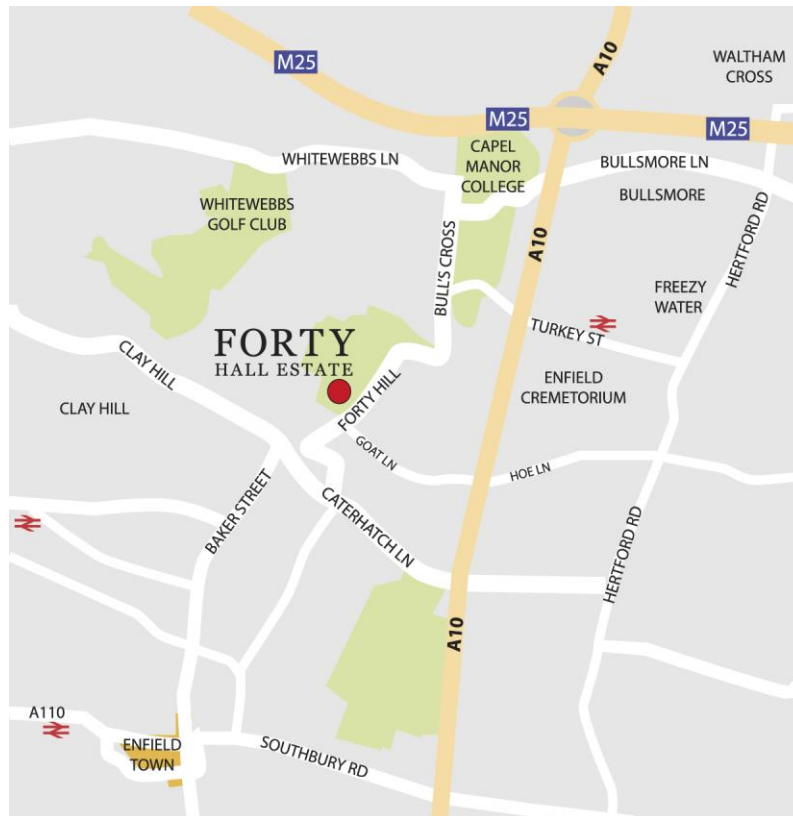 A10
WALTHAM
CROSS
M25
M25
M25
CAPEL
MANOR
COLLEGE
WHITEWEBBS LN
BULLSMORE LN
BULLSMORE
WHITEWEBBS
GOLF CLUB
HERTFORD RD
BULL'S CROSS
A10
FREEZY
WATER
TURKEY ST
FORTY
HALL ESTATE
CLAY HILL
ENFIELD
CREMETORIUM
CLAY HILL
FORTY HILL
GOAT LN
HOE LN
BAKER STREET
CATERHATCH LN
HERTFORD RD
A10
A110
ENFIELD
TOWN
SOUTHBURY RD